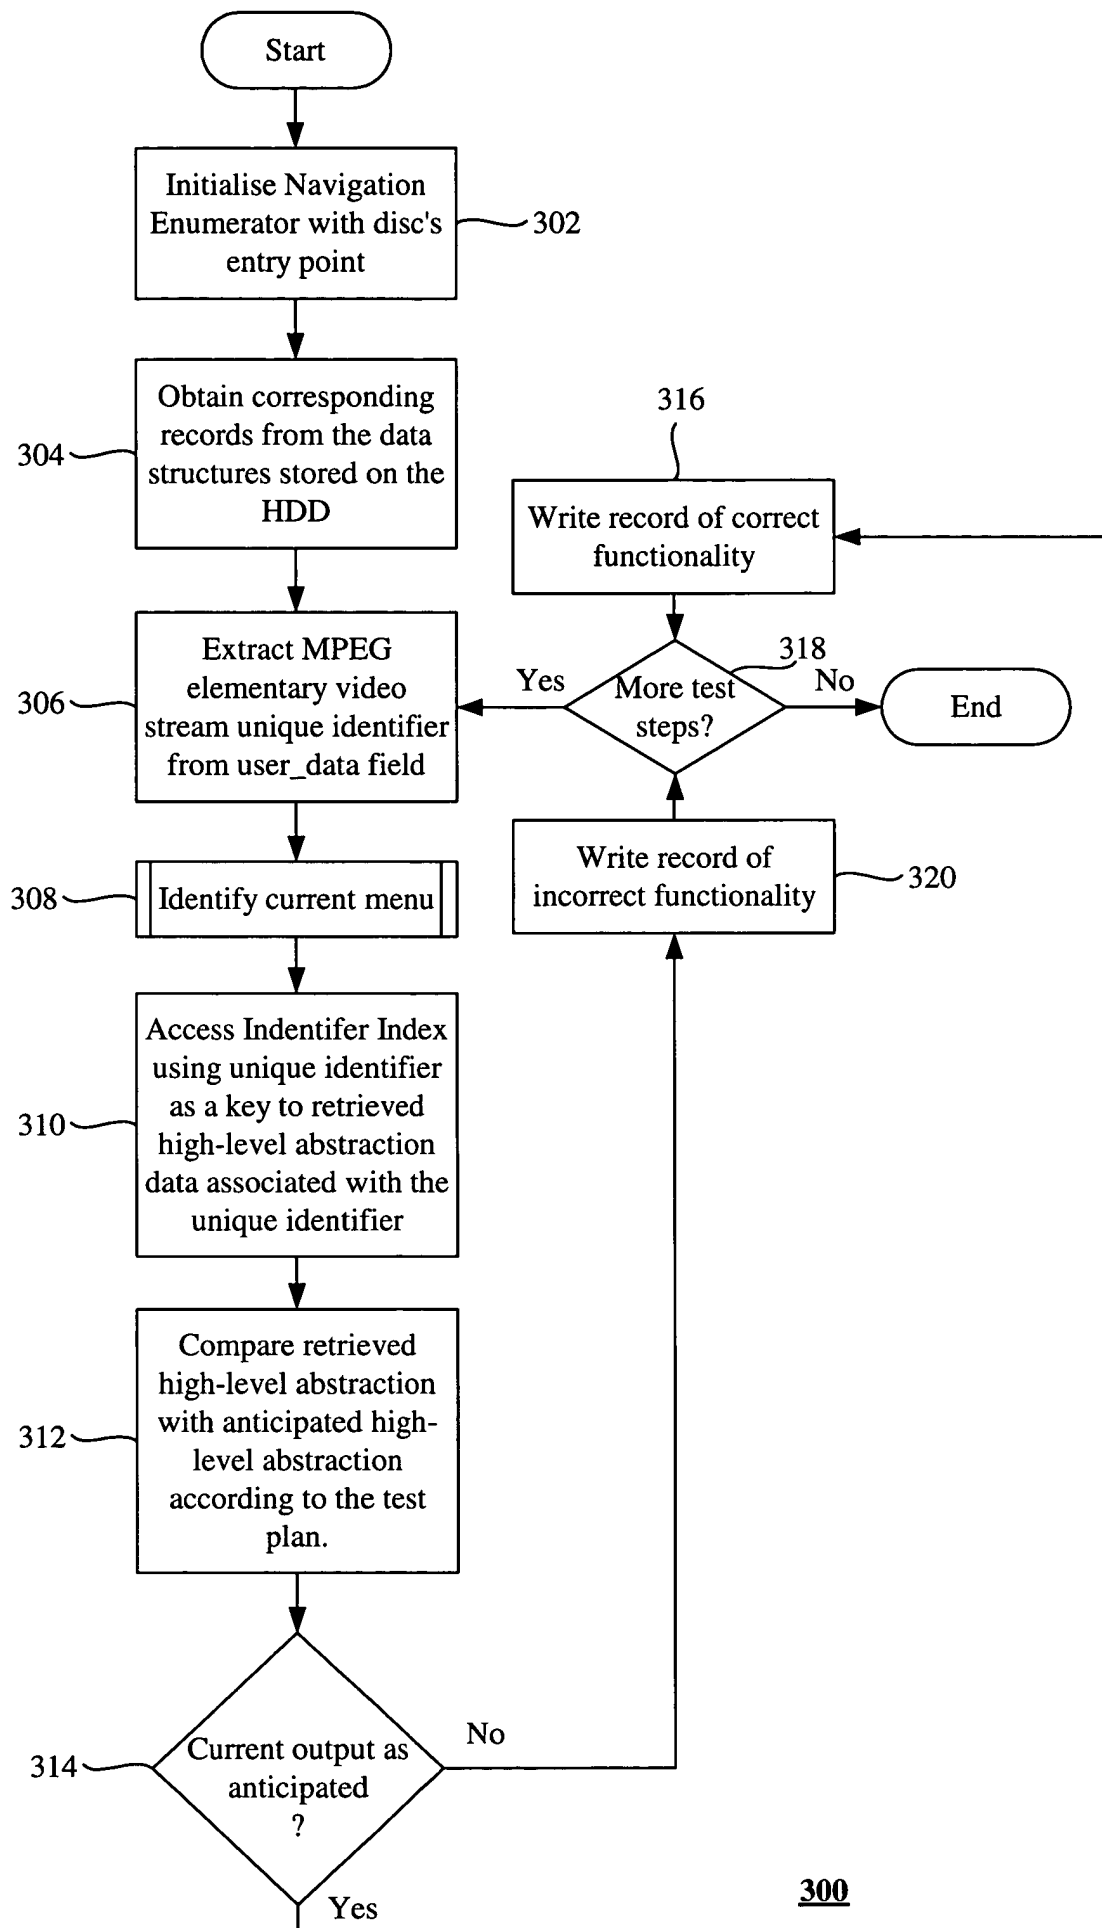 Start
Initialise Navigation
Enumerator with disc's
entry point
302
Obtain corresponding
records from the data
structures stored on the
HDD
304
316
Write record of correct
functionality
Extract MPEG
elementary video
stream unique identifier
from user_data field
306
Yes
More test
steps?
318
No
End
Identify current menu
308
Write record of
incorrect functionality
320
Access Indentifer Index
using unique identifier
as a key to retrieved
high-level abstraction
data associated with the
unique identifier
310
Compare retrieved
high-level abstraction
with anticipated high-
level abstraction
according to the test
plan.
312
Current output as
anticipated
?
314
No
Yes
300